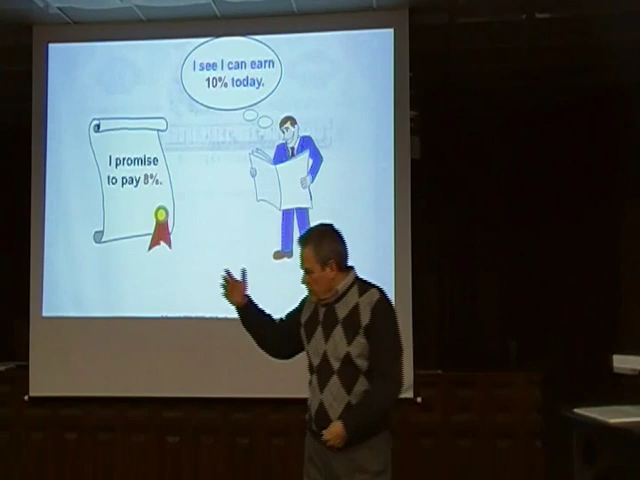 I see I can earn
10% today.
I promise
to pay 8%.